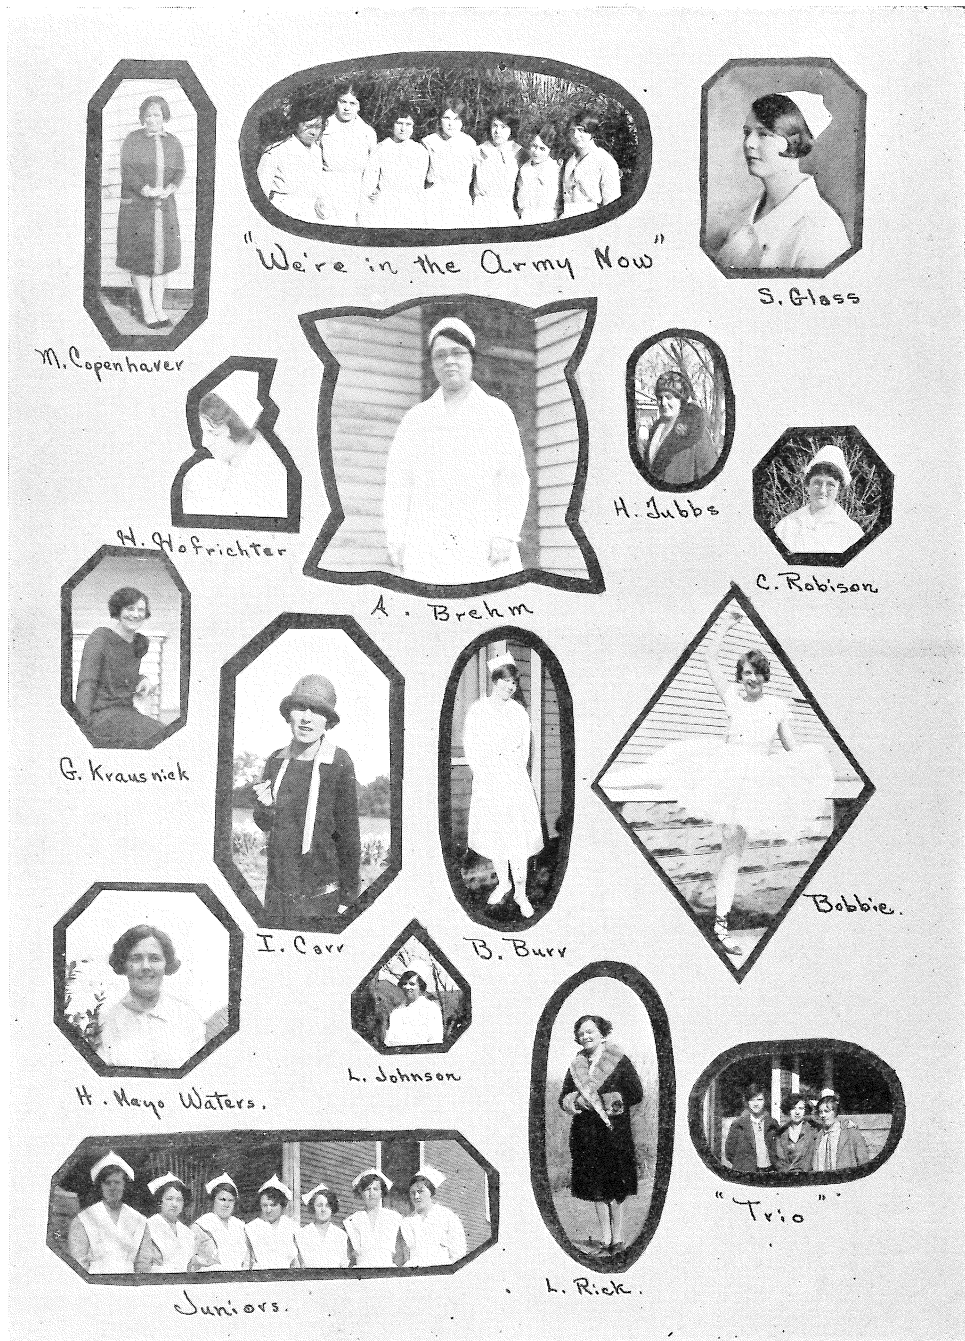 "We're in the Army Now"
S. Glass
M. Copenhaver
H. Hofrichter
H. Tubbs
C. Robison
A. Brehm
G. Krausnick
Bobbie.
I. Carr
B. Burr
L. Johnson
H. Mayo Waters.
"Trio".
L. Rick.
Juniors.